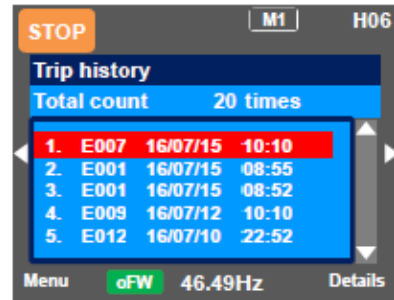 STOP M1 H06
Trip history
Total count 20 times
1. E007 16/07/15 10:10
2. E001 16/07/15 08:55
3. E001 16/07/15 08:52
4. E009 16/07/12 10:10
5. E012 16/07/10 22:52
Menu oFW 46.49Hz Details